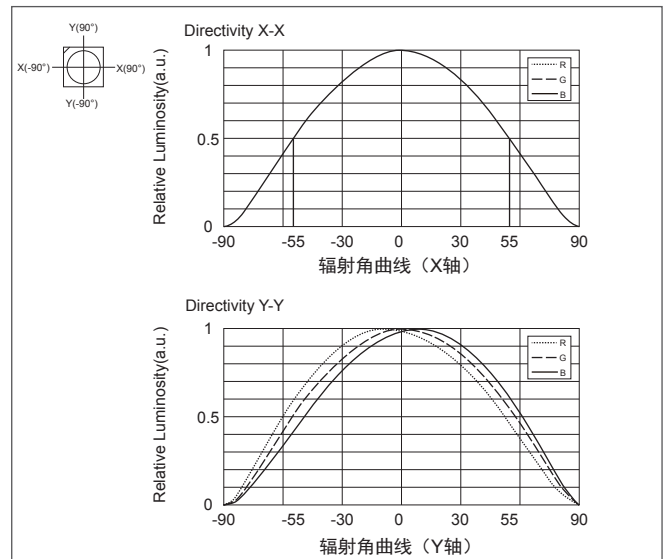 Y(90°)
X(-90°)
X(90°)
Y(-90°)
Directivity X-X
Relative Luminosity(a.u.)
1
0.5
0
R
G
B
-90
-55
-30
0
30
55
90
辐射角曲线（X轴）
Directivity Y-Y
Relative Luminosity(a.u.)
1
0.5
0
R
G
B
-90
-55
-30
0
30
55
90
辐射角曲线（Y轴）